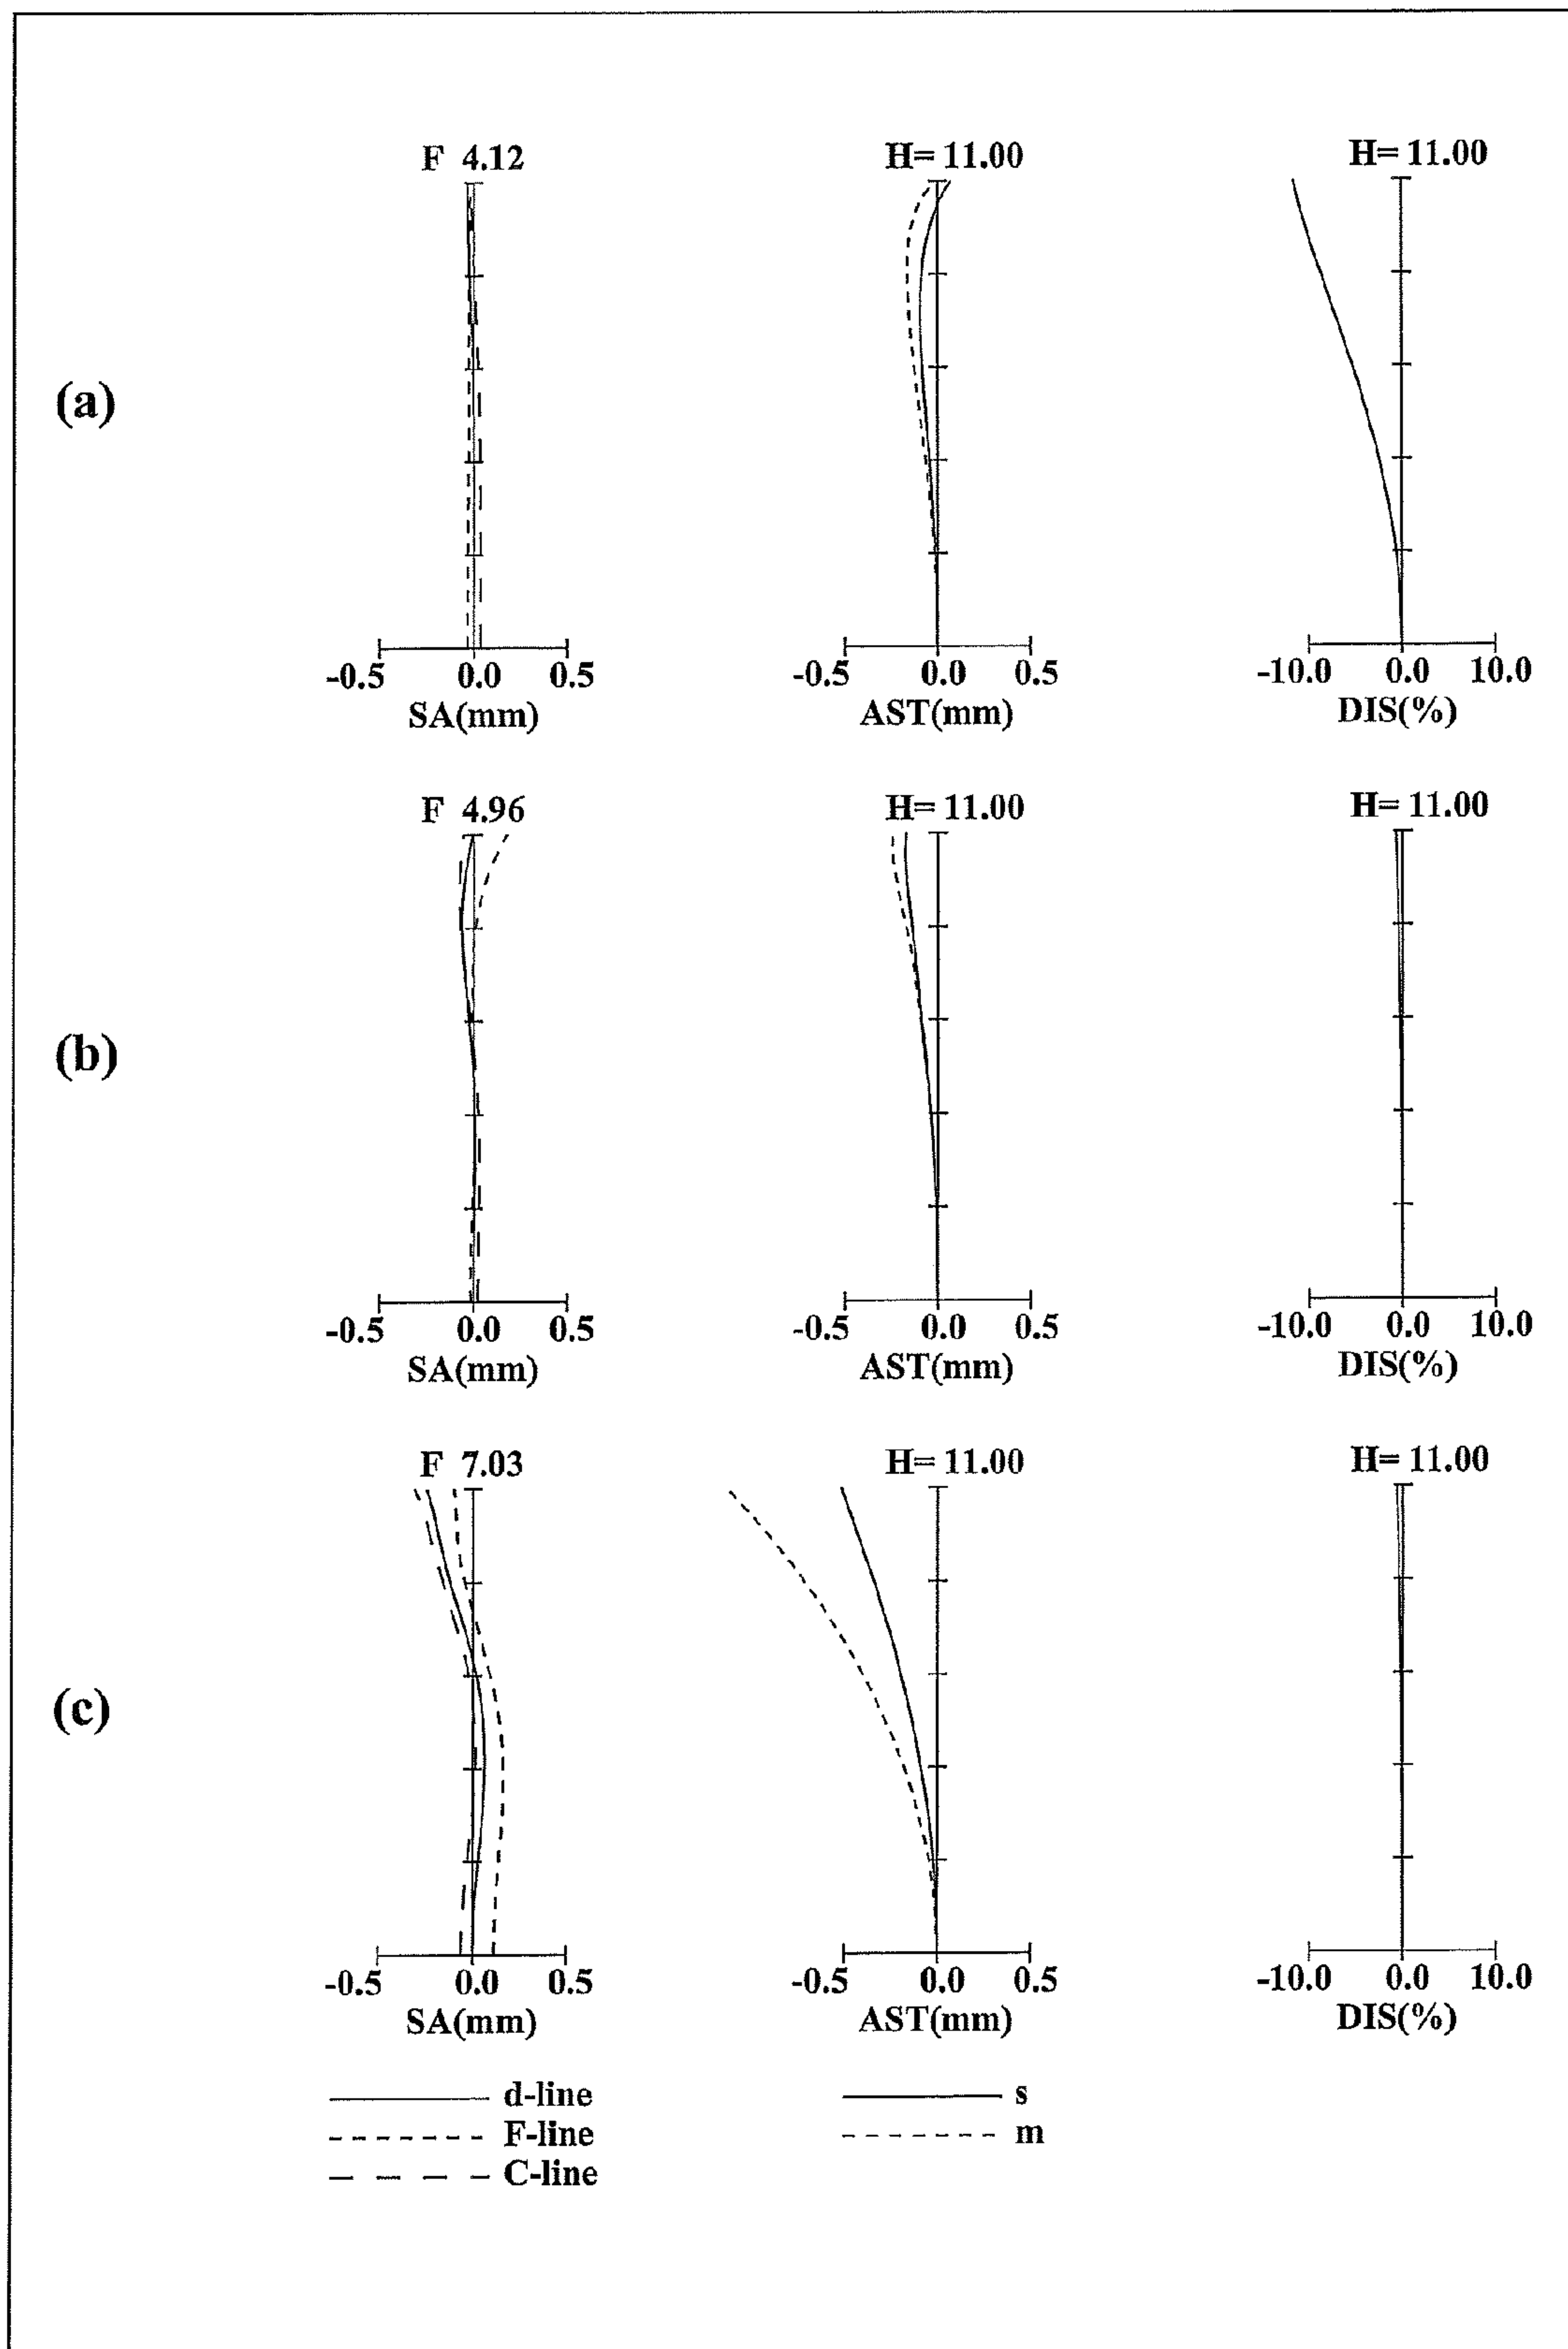 F 4.12 H= 11.00 H= 11.00
(a)
-0.5 0.0 0.5 -0.5 0.0 0.5 -10.0 0.0 10.0
SA(mm) AST(mm) DIS(%)
F 4.96 H= 11.00 H= 11.00
(b)
-0.5 0.0 0.5 -0.5 0.0 0.5 -10.0 0.0 10.0
SA(mm) AST(mm) DIS(%)
F 7.03 H= 11.00 H= 11.00
(c)
-0.5 0.0 0.5 -0.5 0.0 0.5 -10.0 0.0 10.0
SA(mm) AST(mm) DIS(%)
d-line s
F-line m
C-line